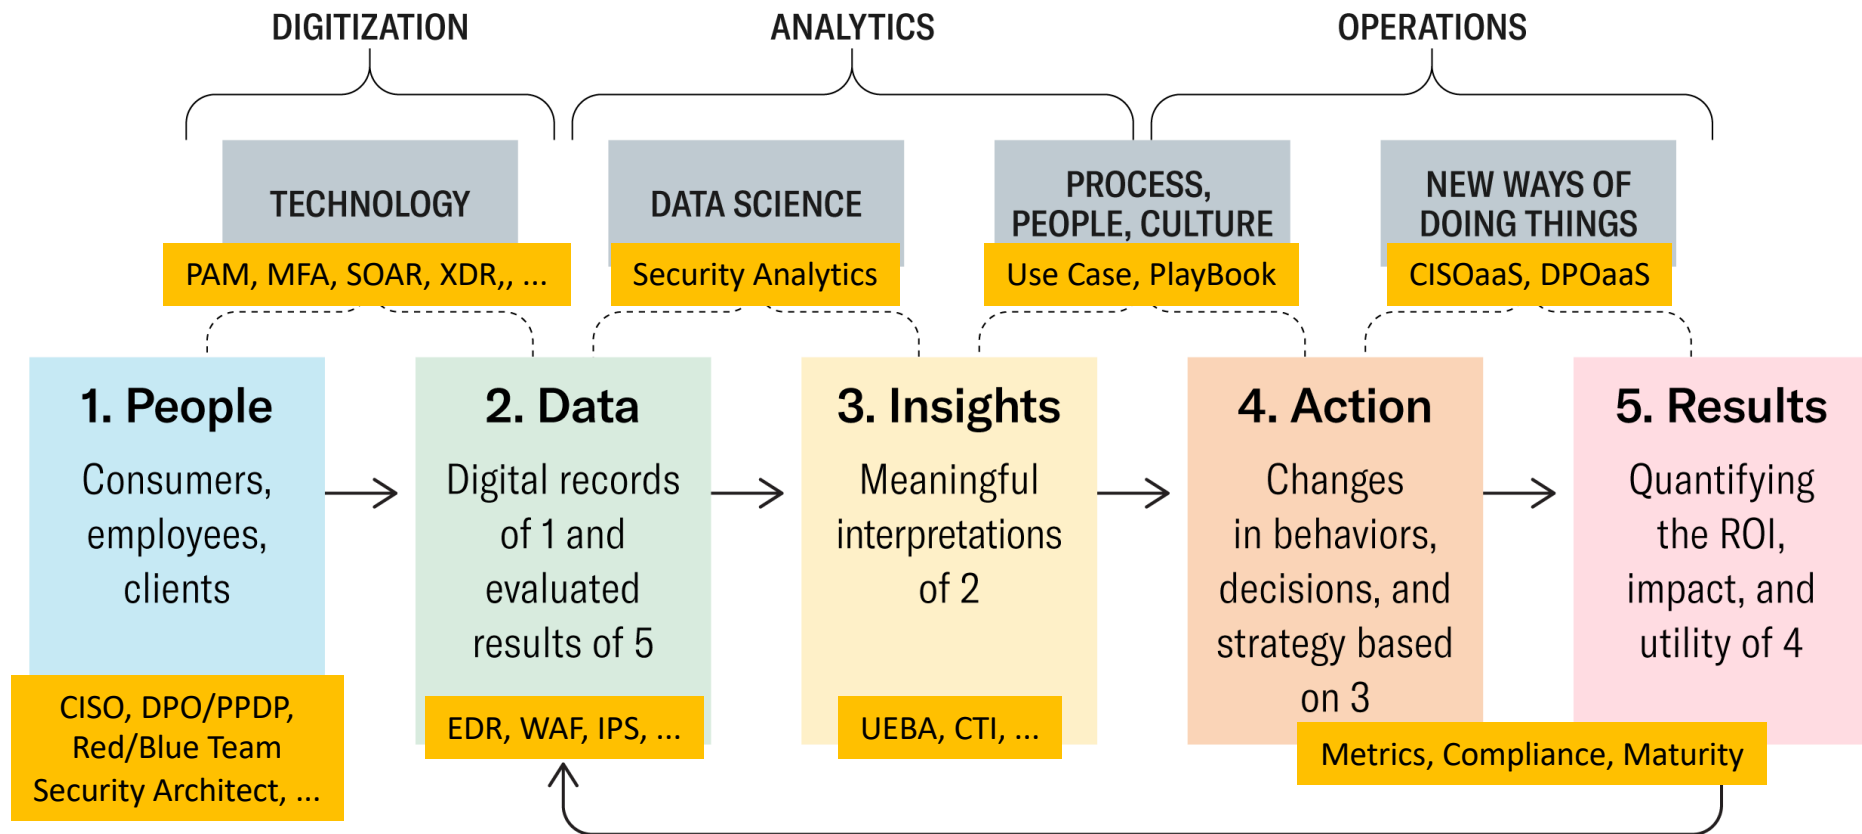 DIGITIZATION
ANALYTICS
OPERATIONS
TECHNOLOGY
PAM, MFA, SOAR, XDR,, ...
DATA SCIENCE
Security Analytics
PROCESS,
PEOPLE, CULTURE
Use Case, PlayBook
NEW WAYS OF
DOING THINGS
CISOaaS, DPOaaS
1. People
Consumers,
employees,
clients
CISO, DPO/PPDP,
Red/Blue Team
Security Architect, ...
2. Data
Digital records
of 1 and
evaluated
results of 5
EDR, WAF, IPS, ...
3. Insights
Meaningful
interpretations
of 2
UEBA, CTI, ...
4. Action
Changes
in behaviors,
decisions, and
strategy based
on 3
5. Results
Quantifying
the ROI,
impact, and
utility of 4
Metrics, Compliance, Maturity